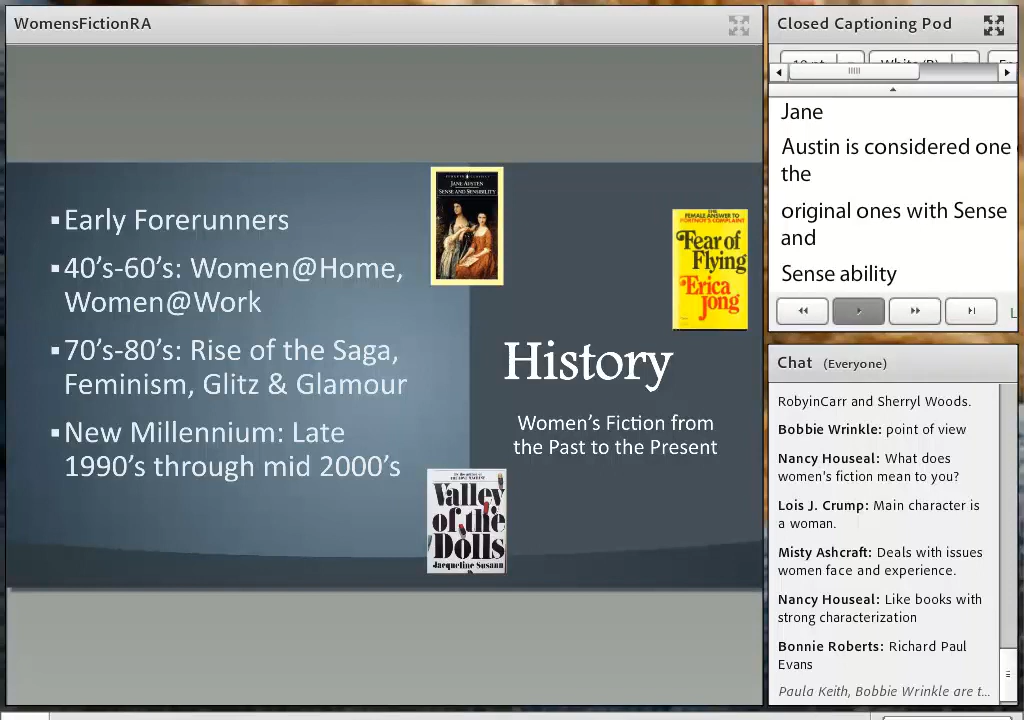 WomensFictionRA
▪Early Forerunners
▪40's-60's: Women@Home,
Women@Work
▪70's-80's: Rise of the Saga,
Feminism, Glitz & Glamour
▪New Millennium: Late
1990's through mid 2000's
JANE AUSTEN
SENSE AND SENSIBILITY
THE FEMALE ANSWER TO
PORTNOY'S COMPLAINT
Fear of
Flying
Erica
Jong
History
Women's Fiction from
the Past to the Present
Valley
of the
Dolls
Jacqueline Susann
Closed Captioning Pod
Jane
Austin is considered one
the
original ones with Sense
and
Sense ability
Chat (Everyone)
RobyinCarr and Sherryl Woods.
Bobbie Wrinkle: point of view
Nancy Houseal: What does
women's fiction mean to you?
Lois J. Crump: Main character is
a woman.
Misty Ashcraft: Deals with issues
women face and experience.
Nancy Houseal: Like books with
strong characterization
Bonnie Roberts: Richard Paul
Evans
Paula Keith, Bobbie Wrinkle are t...